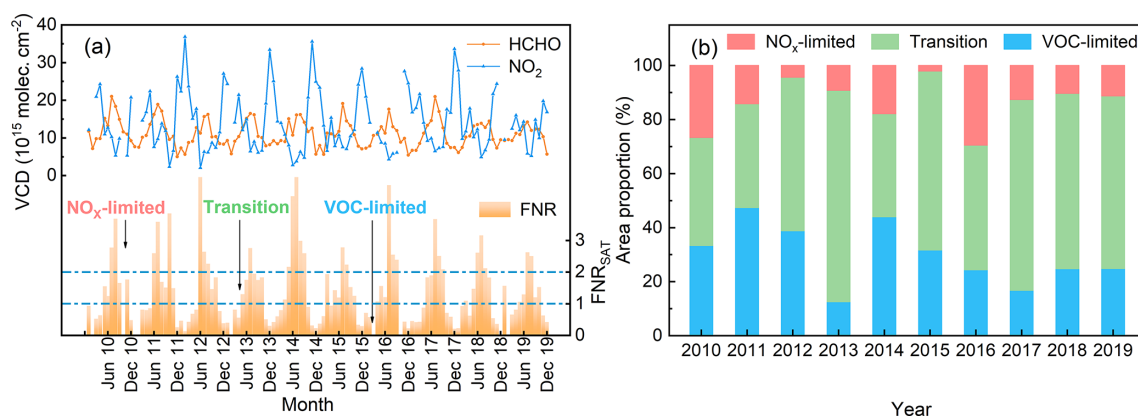 (a)
HCHO
NO₂
VCD (10¹⁵ molec. cm⁻²)
40
30
20
10
0
NOₓ-limited
Transition
VOC-limited
FNR
3
2
1
0
FNR_SAT
Jun 10
Dec 10
Jun 11
Dec 11
Jun 12
Dec 12
Jun 13
Dec 13
Jun 14
Dec 14
Jun 15
Dec 15
Jun 16
Dec 16
Jun 17
Dec 17
Jun 18
Dec 18
Jun 19
Dec 19
Month
NOₓ-limited
Transition
VOC-limited
(b)
Area proportion (%)
100
80
60
40
20
0
2010 2011 2012 2013 2014 2015 2016 2017 2018 2019
Year